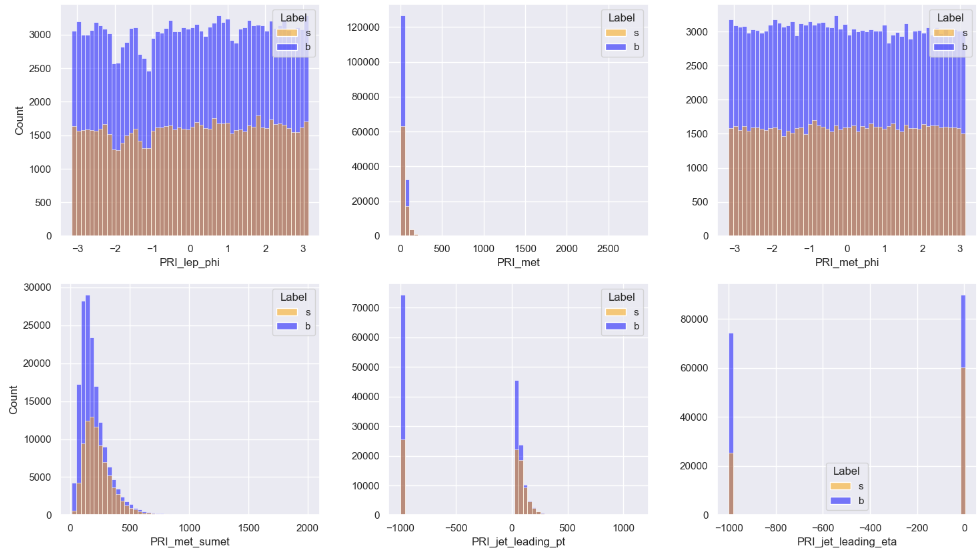 Label
s
b
3000
2500
2000
1500
1000
500
0
Count
−3 −2 −1 0 1 2 3
PRI_lep_phi
Label
s
b
120000
100000
80000
60000
40000
20000
0
0 500 1000 1500 2000 2500
PRI_met
Label
s
b
3000
2500
2000
1500
1000
500
0
−3 −2 −1 0 1 2 3
PRI_met_phi
Label
s
b
30000
25000
20000
15000
10000
5000
0
Count
0 500 1000 1500 2000
PRI_met_sumet
Label
s
b
70000
60000
50000
40000
30000
20000
10000
0
−1000 −500 0 500 1000
PRI_jet_leading_pt
80000
60000
40000
20000
0
Label
s
b
−1000 −800 −600 −400 −200 0
PRI_jet_leading_eta